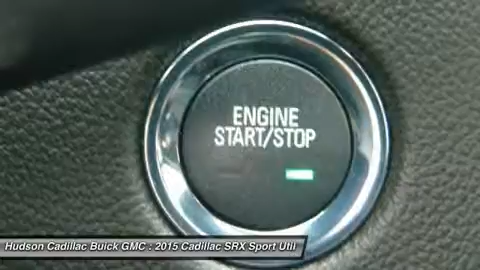 ENGINE
START/STOP
Hudson Cadillac Buick GMC : 2015 Cadillac SRX Sport Util